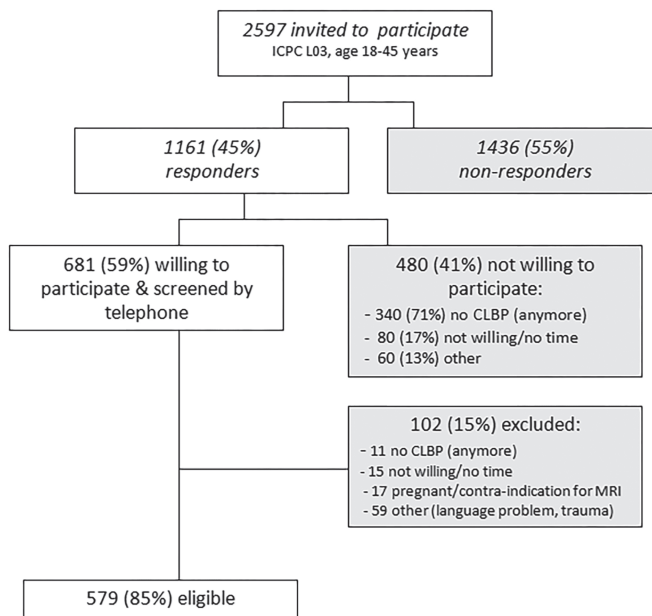 2597 invited to participate
ICPC L03, age 18-45 years
1161 (45%)
responders
1436 (55%)
non-responders
681 (59%) willing to
participate & screened by
telephone
480 (41%) not willing to
participate:
- 340 (71%) no CLBP (anymore)
- 80 (17%) not willing/no time
- 60 (13%) other
102 (15%) excluded:
- 11 no CLBP (anymore)
- 15 not willing/no time
- 17 pregnant/contra-indication for MRI
- 59 other (language problem, trauma)
579 (85%) eligible